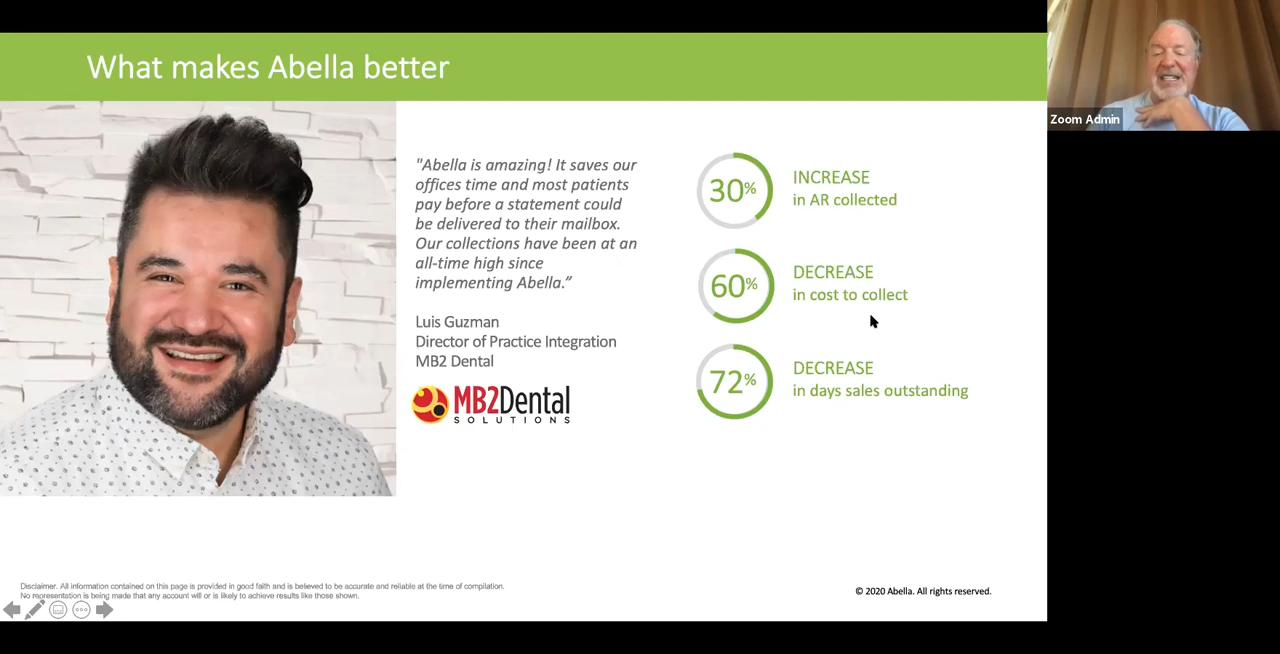 What makes Abella better
Zoom Admin
"Abella is amazing! It saves our
offices time and most patients
pay before a statement could
be delivered to their mailbox.
Our collections have been at an
all-time high since
implementing Abella.”
Luis Guzman
Director of Practice Integration
MB2 Dental
MB2Dental
SOLUTIONS
30%
INCREASE
in AR collected
60%
DECREASE
in cost to collect
72%
DECREASE
in days sales outstanding
Disclaimer. All information contained on this page is provided in good faith and is believed to be accurate and reliable at the time of compilation.
No representation is being made that any account will or is likely to achieve results like those shown.
© 2020 Abella. All rights reserved.